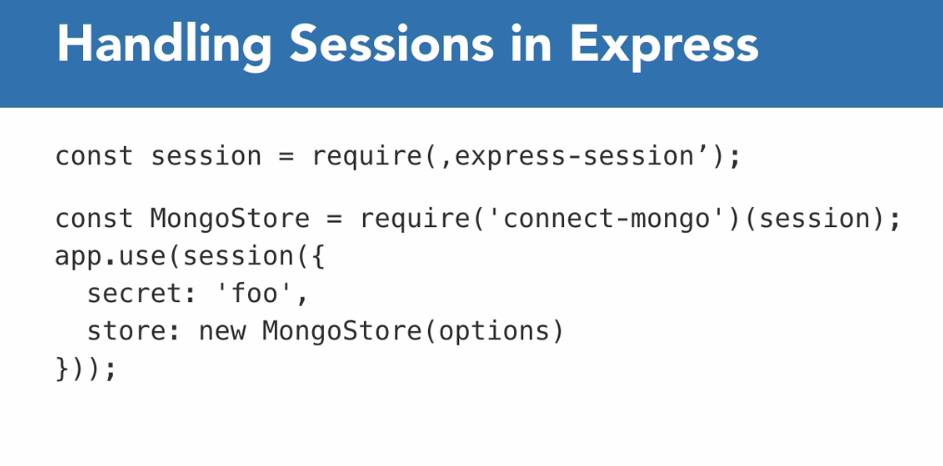 Handling Sessions in Express
const session = require(,express-session’);
const MongoStore = require('connect-mongo')(session);
app.use(session({
  secret: 'foo',
  store: new MongoStore(options)
}));